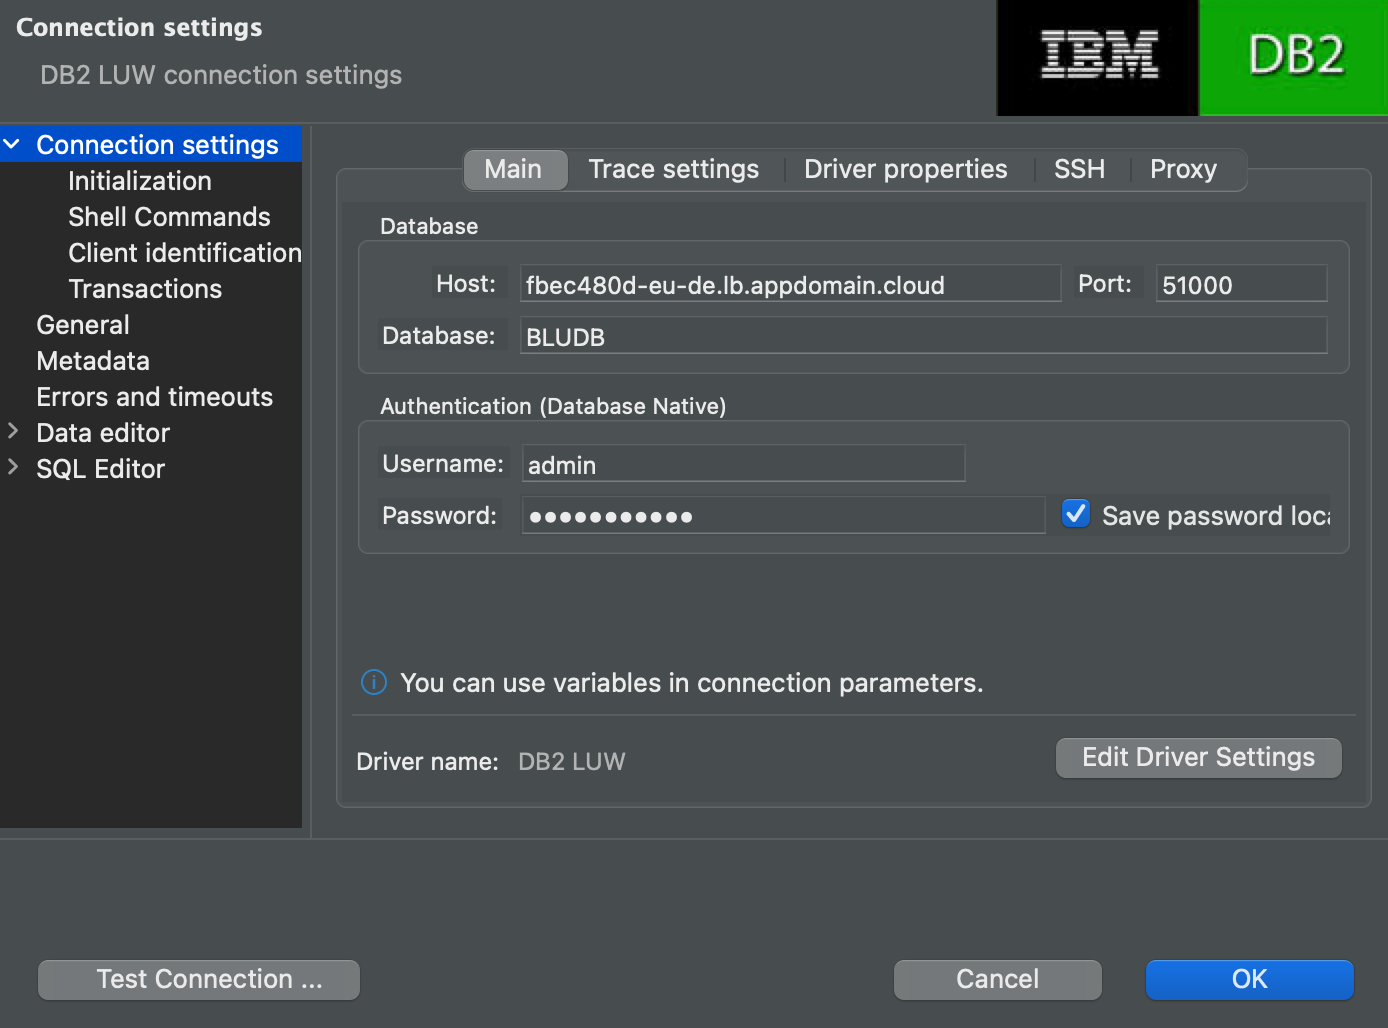 Connection settings
DB2 LUW connection settings
IBM
DB2
Connection settings
Initialization
Shell Commands
Client identification
Transactions
General
Metadata
Errors and timeouts
Data editor
SQL Editor
Main Trace settings Driver properties SSH Proxy
Database
Host: fbec480d-eu-de.lb.appdomain.cloud Port: 51000
Database: BLUDB
Authentication (Database Native)
Username: admin
Password: ●●●●●●●●●●● Save password loca
You can use variables in connection parameters.
Driver name: DB2 LUW Edit Driver Settings
Test Connection ... Cancel OK